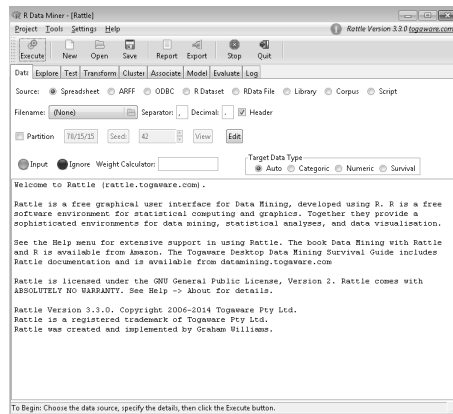 R Data Miner - [Rattle]
Project Tools Settings Help
Rattle Version 3.3.0 togaware.com
Execute New Open Save Report Export Stop Quit
Data Explore Test Transform Cluster Associate Model Evaluate Log
Source: Spreadsheet ARFF ODBC R Dataset RData File Library Corpus Script
Filename: (None) Separator: , Decimal: . Header
Partition 70/15/15 Seed: 42 View Edit
Target Data Type
Input Ignore Weight Calculator: Auto Categoric Numeric Survival
Welcome to Rattle (rattle.togaware.com).
Rattle is a free graphical user interface for Data Mining, developed using R. R is a free
software environment for statistical computing and graphics. Together they provide a
sophisticated environments for data mining, statistical analyses, and data visualisation.
See the Help menu for extensive support in using Rattle. The book Data Mining with Rattle
and R is available from Amazon. The Togaware Desktop Data Mining Survival Guide includes
Rattle documentation and is available from datamining.togaware.com
Rattle is licensed under the GNU General Public License, Version 2. Rattle comes with
ABSOLUTELY NO WARRANTY. See Help -> About for details.
Rattle Version 3.3.0. Copyright 2006-2014 Togaware Pty Ltd.
Rattle is a registered trademark of Togaware Pty Ltd.
Rattle was created and implemented by Graham Williams.
To Begin: Choose the data source, specify the details, then click the Execute button.